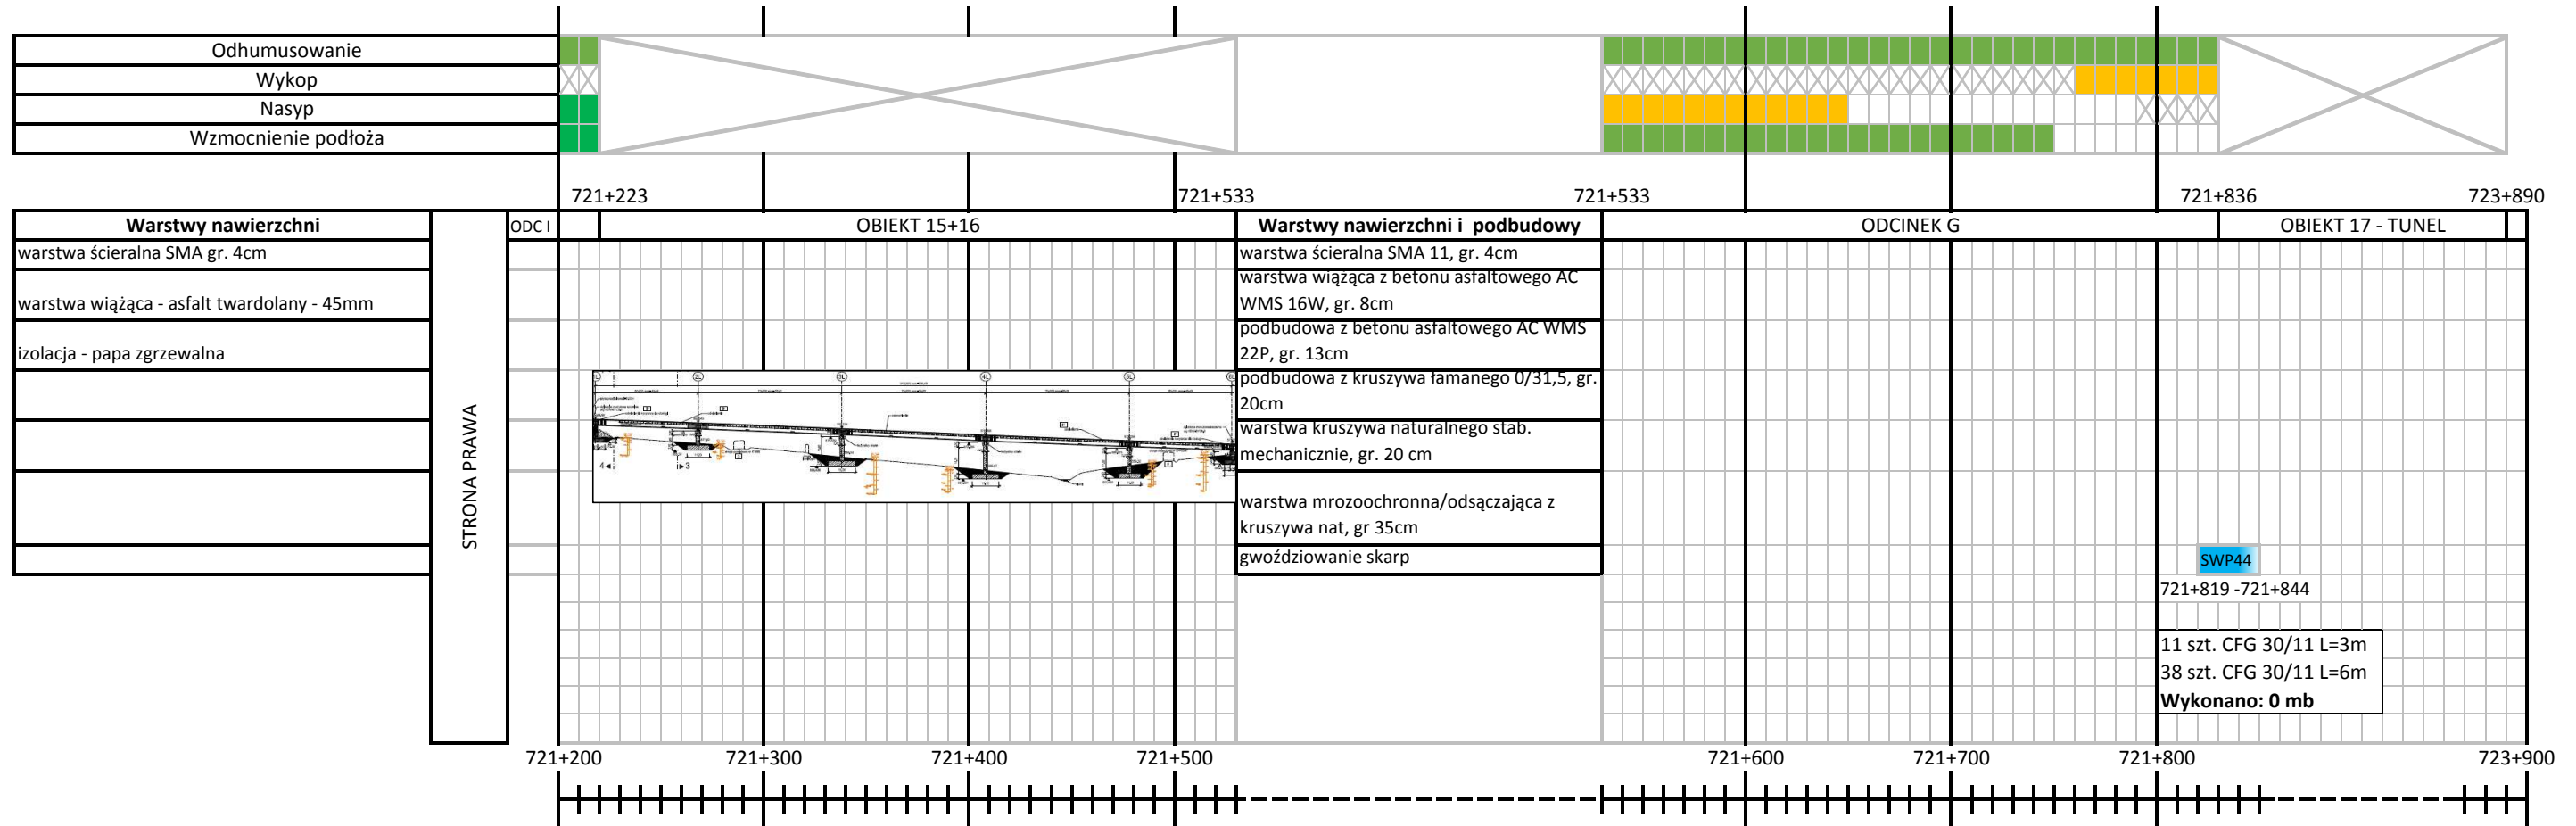 Odhumusowanie
Wykop
Nasyp
Wzmocnienie podłoża
721+223
721+533
721+533
721+836
723+890
Warstwy nawierzchni
STRONA PRAWA
ODC I
OBIEKT 15+16
Warstwy nawierzchni i podbudowy
ODCINEK G
OBIEKT 17 - TUNEL
warstwa ścieralna SMA gr. 4cm
warstwa wiążąca - asfalt twardolany - 45mm
izolacja - papa zgrzewalna
warstwa ścieralna SMA 11, gr. 4cm
warstwa wiążąca z betonu asfaltowego AC
WMS 16W, gr. 8cm
podbudowa z betonu asfaltowego AC WMS
22P, gr. 13cm
podbudowa z kruszywa łamanego 0/31,5, gr.
20cm
warstwa kruszywa naturalnego stab.
mechanicznie, gr. 20 cm
warstwa mrozoochronna/odsączająca z
kruszywa nat, gr 35cm
gwoździowanie skarp
2L
3L
4L
5L
4
3
SWP44
721+819 -721+844
11 szt. CFG 30/11 L=3m
38 szt. CFG 30/11 L=6m
Wykonano: 0 mb
721+200
721+300
721+400
721+500
721+600
721+700
721+800
723+900